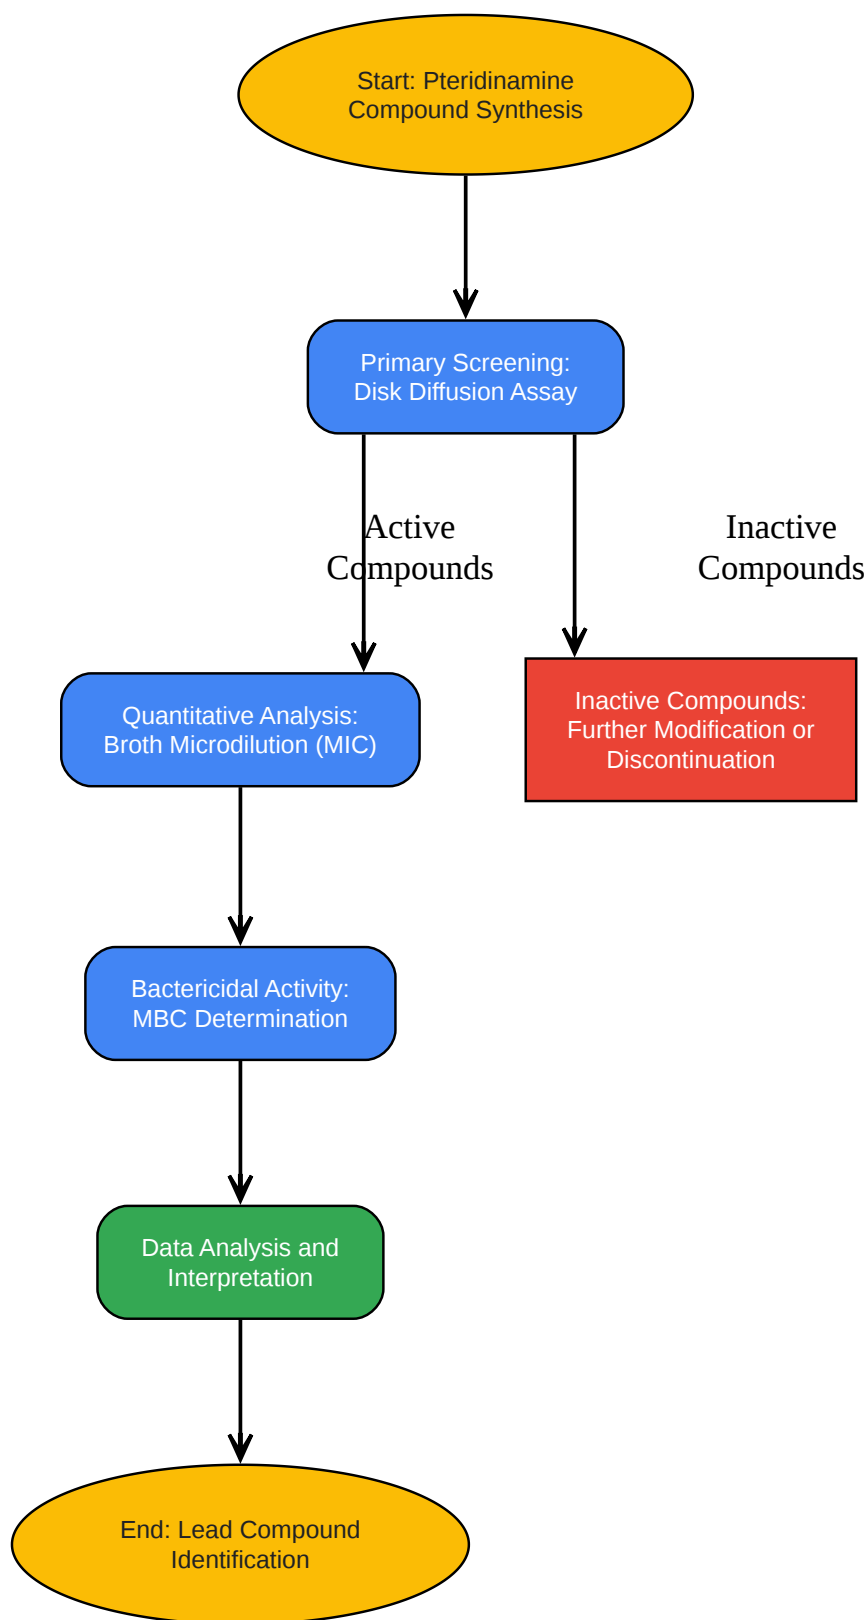 Start: Pteridinamine
Compound Synthesis
Primary Screening:
Disk Diffusion Assay
Active
Compounds
Inactive
Compounds
Quantitative Analysis:
Broth Microdilution (MIC)
Inactive Compounds:
Further Modification or
Discontinuation
Bactericidal Activity:
MBC Determination
Data Analysis and
Interpretation
End: Lead Compound
Identification